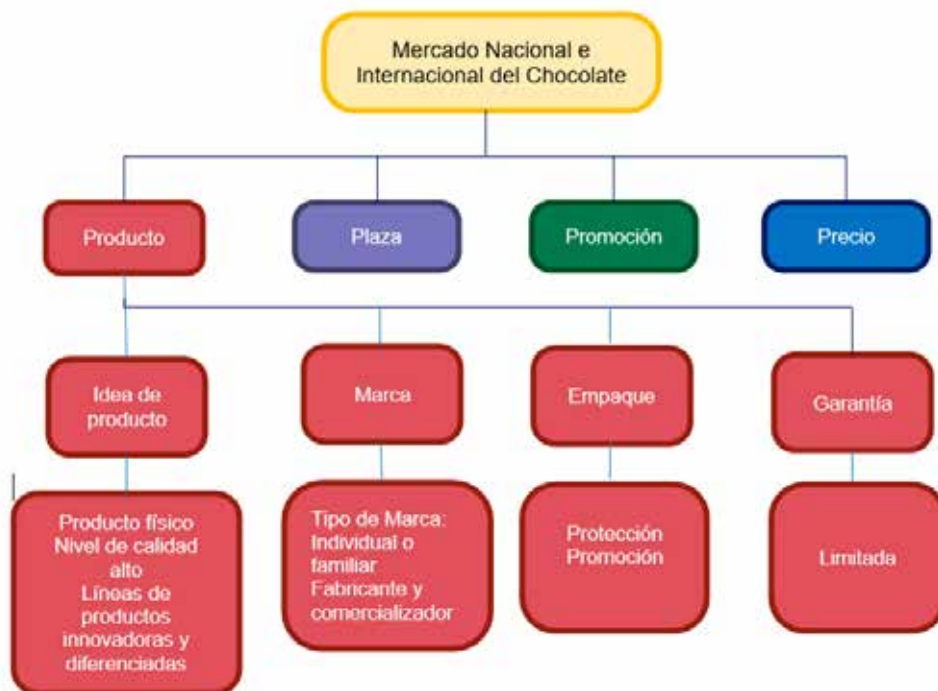 Mercado Nacional e
Internacional del Chocolate
Producto
Plaza
Promoción
Precio
Idea de
producto
Marca
Empaque
Garantía
Producto físico
Nivel de calidad
alto
Líneas de
productos
innovadoras y
diferenciadas
Tipo de Marca:
Individual o
familiar
Fabricante y
comercializador
Protección
Promoción
Limitada